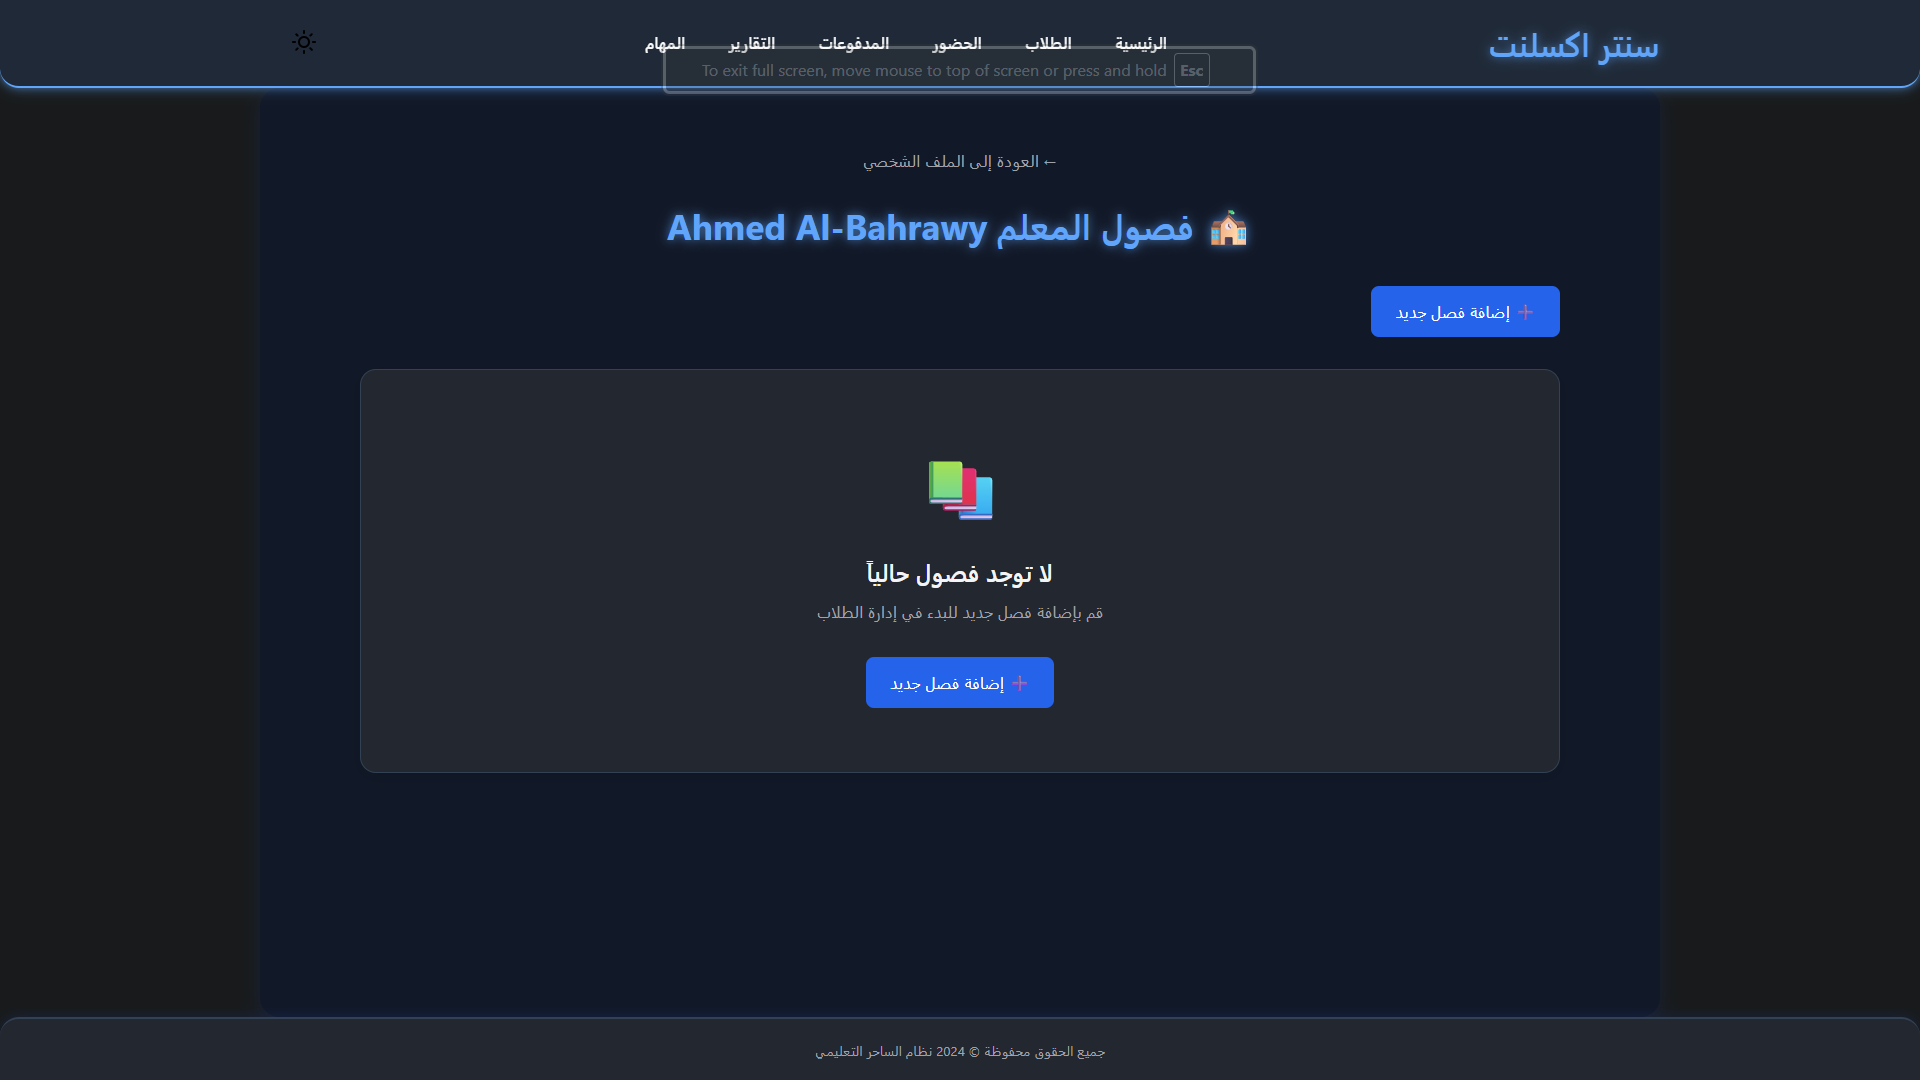 سنتر اكسلنت
الرئيسية الطلاب الحضور المدفوعات التقارير المهام
To exit full screen, move mouse to top of screen or press and hold Esc
← العودة إلى الملف الشخصي
فصول المعلم Ahmed Al-Bahrawy
إضافة فصل جديد
لا توجد فصول حالياً
قم بإضافة فصل جديد للبدء في إدارة الطلاب
إضافة فصل جديد
جميع الحقوق محفوظة © 2024 نظام الساحر التعليمي